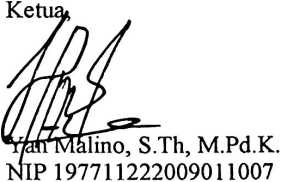 Ketua,
Yan Malino, S.Th, M.Pd.K.
NIP 197711222009011007